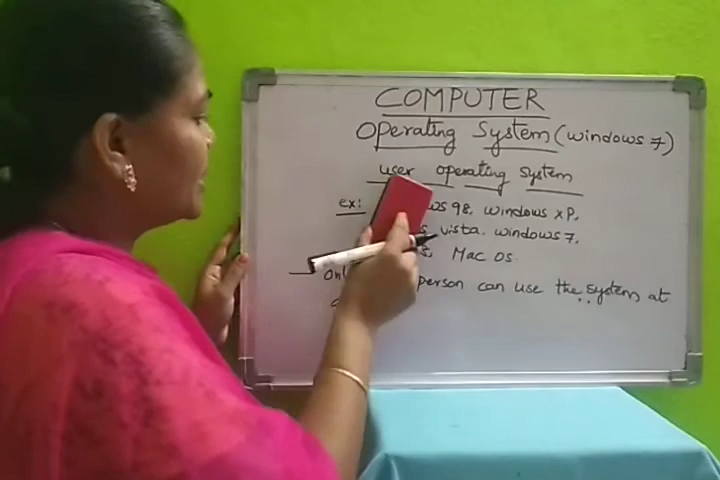 COMPUTER
Operating System (Windows 7)
user operating system
ex: ws 98, windows XP,
s vista. windows 7,
Mac os.
person can use the system at